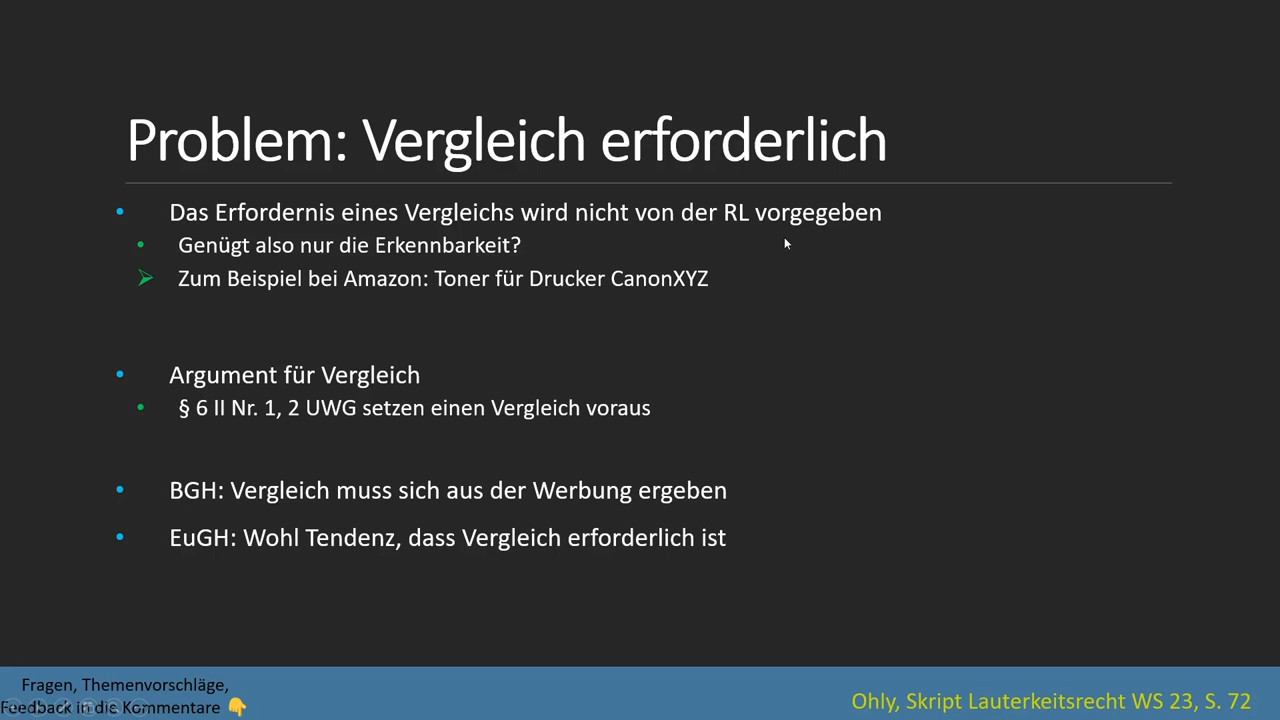 Problem: Vergleich erforderlich
• Das Erfordernis eines Vergleichs wird nicht von der RL vorgegeben
• Genügt also nur die Erkennbarkeit?
➢ Zum Beispiel bei Amazon: Toner für Drucker CanonXYZ
• Argument für Vergleich
• § 6 II Nr. 1, 2 UWG setzen einen Vergleich voraus
• BGH: Vergleich muss sich aus der Werbung ergeben
• EuGH: Wohl Tendenz, dass Vergleich erforderlich ist
Fragen, Themenvorschläge,
Feedback in die Kommentare 👇
Ohly, Skript Lauterkeitsrecht WS 23, S. 72